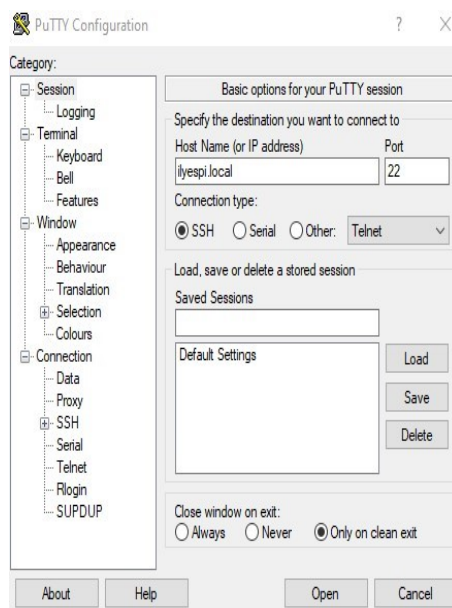 PuTTY Configuration
?
X
Category:
Session
Logging
Terminal
Keyboard
Bell
Features
Window
Appearance
Behaviour
Translation
Selection
Colours
Connection
Data
Proxy
SSH
Serial
Telnet
Rlogin
SUPDUP
Basic options for your PuTTY session
Specify the destination you want to connect to
Host Name (or IP address) Port
ilyespi.local 22
Connection type:
SSH Serial Other: Telnet
Load, save or delete a stored session
Saved Sessions
Default Settings
Load
Save
Delete
Close window on exit:
Always Never Only on clean exit
About Help Open Cancel